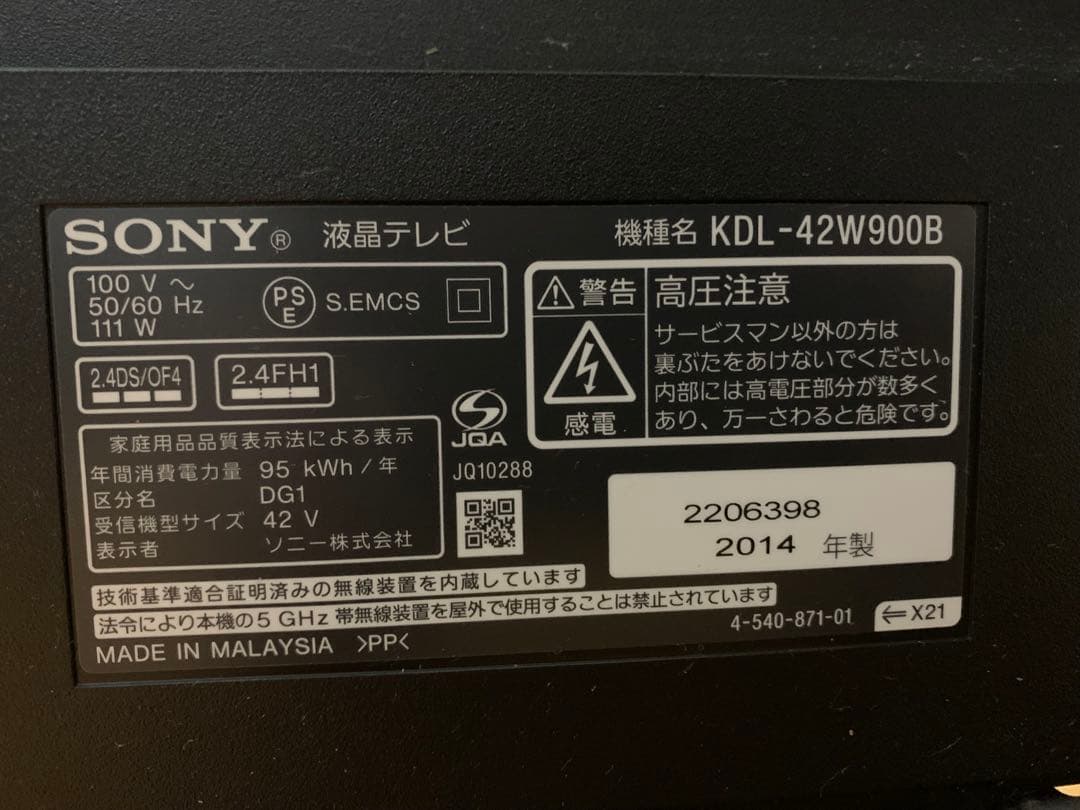 SONY® 液晶テレビ
機種名 KDL-42W900B
100 V ～
50/60 Hz
111 W
PS
E
S.EMCS
2.4DS/OF4
2.4FH1
警告
感電
高圧注意
サービスマン以外の方は
裏ぶたをあけないでください。
内部には高電圧部分が数多く
あり、万一さわると危険です。
家庭用品品質表示法による表示
年間消費電力量 95 kWh/年
区分名 DG1
受信機型サイズ 42 V
表示者 ソニー株式会社
JQA
JQ10288
2206398
2014 年製
技術基準適合証明済みの無線装置を内蔵しています
法令により本機の5 GHz 帯無線装置を屋外で使用することは禁止されています
MADE IN MALAYSIA >PP<
4-540-871-01
⇐ X21